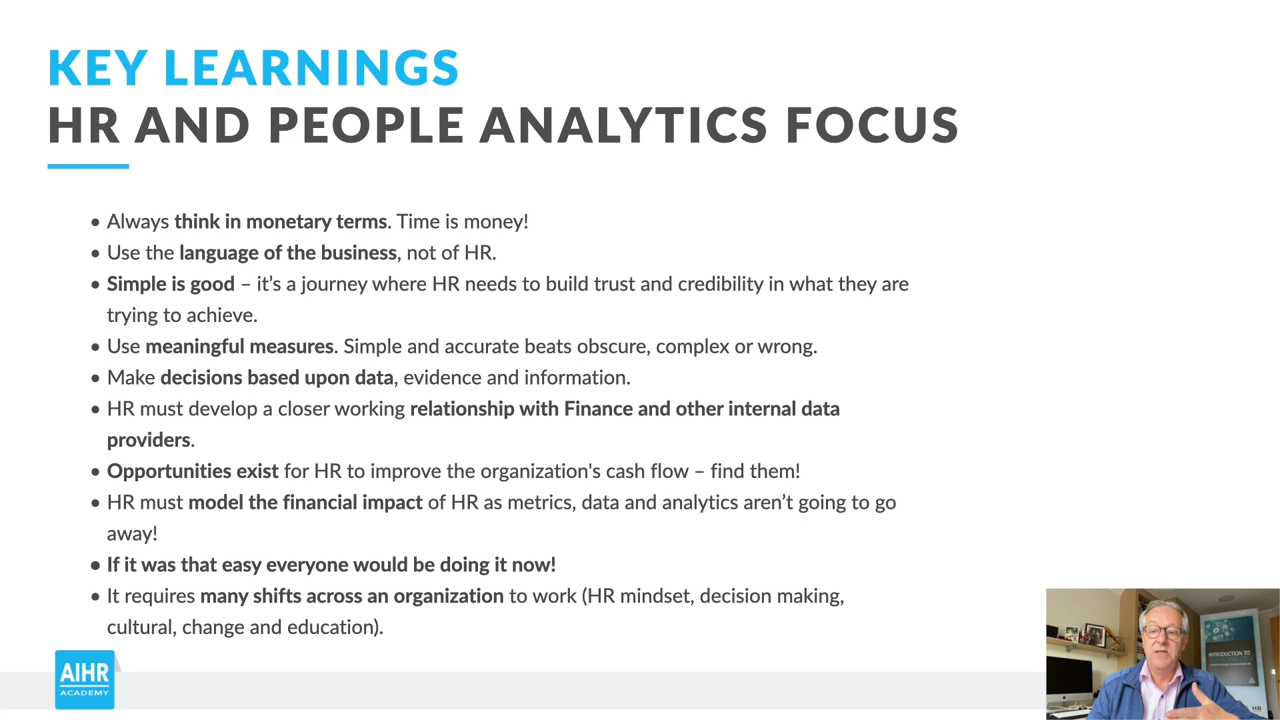 KEY LEARNINGS
HR AND PEOPLE ANALYTICS FOCUS
• Always think in monetary terms. Time is money!
• Use the language of the business, not of HR.
• Simple is good – it's a journey where HR needs to build trust and credibility in what they are
trying to achieve.
• Use meaningful measures. Simple and accurate beats obscure, complex or wrong.
• Make decisions based upon data, evidence and information.
• HR must develop a closer working relationship with Finance and other internal data
providers.
• Opportunities exist for HR to improve the organization's cash flow – find them!
• HR must model the financial impact of HR as metrics, data and analytics aren't going to go
away!
• If it was that easy everyone would be doing it now!
• It requires many shifts across an organization to work (HR mindset, decision making,
cultural, change and education).
AIHR
ACADEMY
INTRODUCTION TO
HR